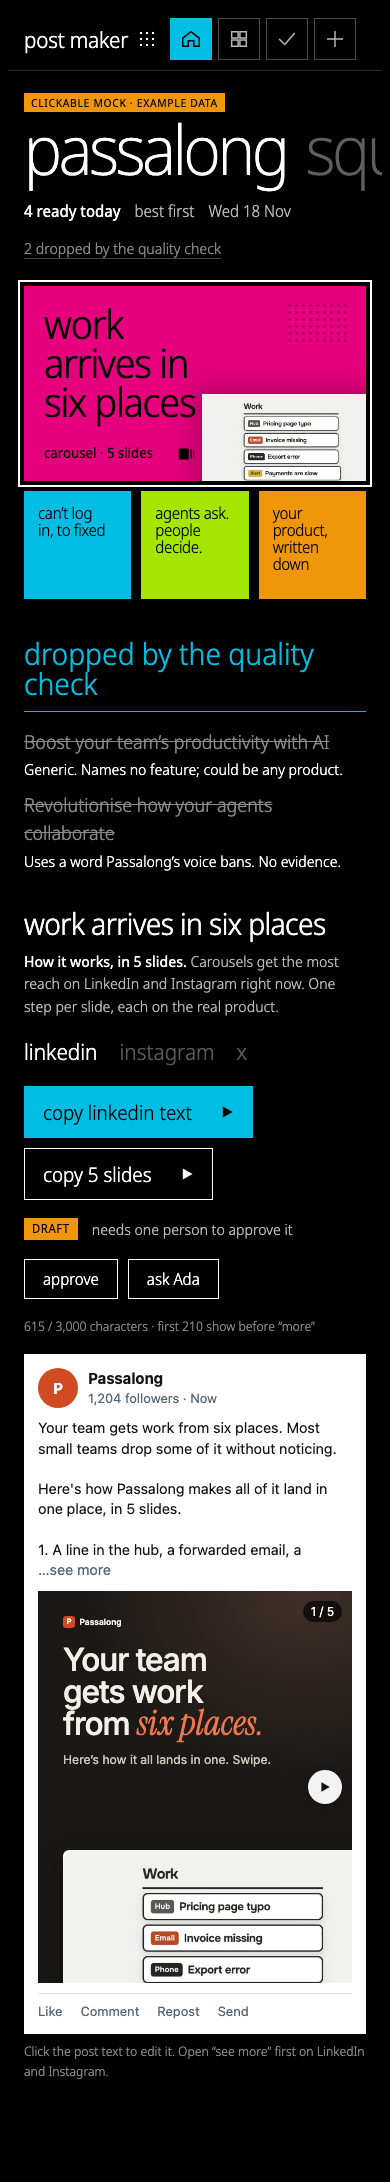 post maker
CLICKABLE MOCK · EXAMPLE DATA
passalong squ
4 ready today best first Wed 18 Nov
2 dropped by the quality check
work
arrives in
six places
carousel · 5 slides
Work
Hub Pricing page typo
Email Invoice missing
Phone Export error
Alert Payments are slow
can't log
in, to fixed
agents ask.
people
decide.
your
product,
written
down
dropped by the quality
check
Boost your team's productivity with AI
Generic. Names no feature; could be any product.
Revolutionise how your agents
collaborate
Uses a word Passalong's voice bans. No evidence.
work arrives in six places
How it works, in 5 slides. Carousels get the most
reach on LinkedIn and Instagram right now. One
step per slide, each on the real product.
linkedin instagram x
copy linkedin text
copy 5 slides
DRAFT needs one person to approve it
approve ask Ada
615 / 3,000 characters · first 210 show before “more”
P Passalong
1,204 followers · Now
Your team gets work from six places. Most
small teams drop some of it without noticing.
Here's how Passalong makes all of it land in
one place, in 5 slides.
1. A line in the hub, a forwarded email, a
...see more
1 / 5
P Passalong
Your team
gets work
from six places.
Here's how it all lands in one. Swipe.
Work
Hub Pricing page typo
Email Invoice missing
Phone Export error
Like Comment Repost Send
Click the post text to edit it. Open “see more” first on LinkedIn
and Instagram.